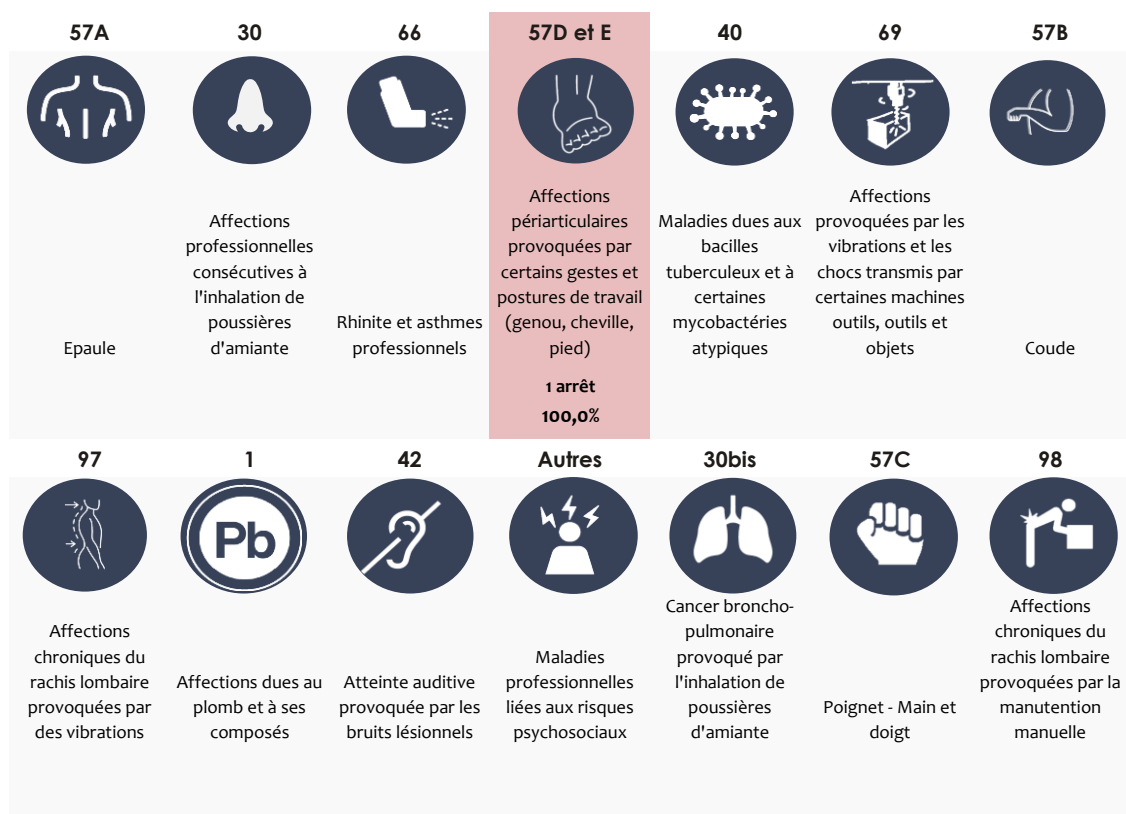 57A
30
66
57D et E
40
69
57B
Epaule
Affections
professionnelles
consécutives à
l'inhalation de
poussières
d'amiante
Rhinite et asthmes
professionnels
Affections
périarticulaires
provoquées par
certains gestes et
postures de travail
(genou, cheville,
pied)
1 arrêt
100,0%
Maladies dues aux
bacilles
tuberculeux et à
certaines
mycobactéries
atypiques
Affections
provoquées par les
vibrations et les
chocs transmis par
certaines machines
outils, outils et
objets
Coude
97
1
42
Autres
30bis
57C
98
Pb
Affections
chroniques du
rachis lombaire
provoquées par
des vibrations
Affections dues au
plomb et à ses
composés
Atteinte auditive
provoquée par les
bruits lésionnels
Maladies
professionnelles
liées aux risques
psychosociaux
Cancer broncho-
pulmonaire
provoqué par
l'inhalation de
poussières
d'amiante
Poignet - Main et
doigt
Affections
chroniques du
rachis lombaire
provoquées par la
manutention
manuelle